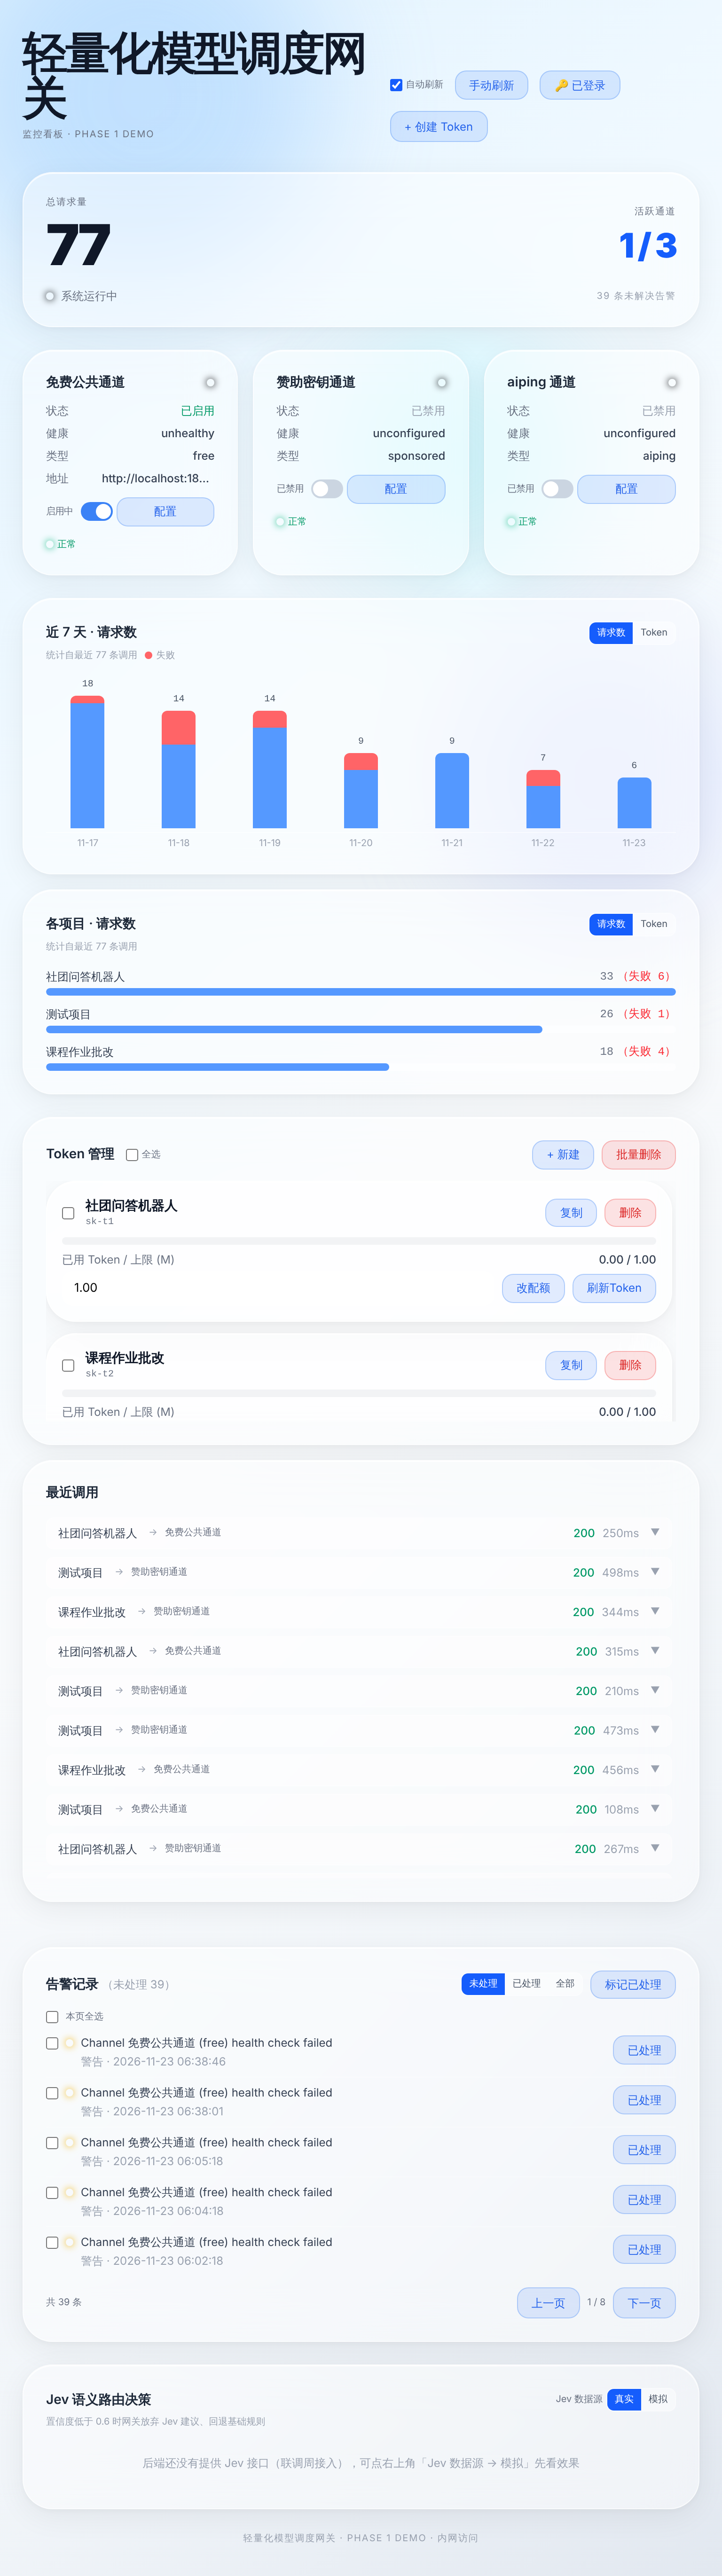 轻量化模型调度网
关
监控看板 · PHASE 1 DEMO
自动刷新 手动刷新 🔑 已登录
+ 创建 Token
总请求量
77
系统运行中
活跃通道
1/3
39 条未解决告警
免费公共通道
状态 已启用
健康 unhealthy
类型 free
地址 http://localhost:18...
启用中 配置
正常
赞助密钥通道
状态 已禁用
健康 unconfigured
类型 sponsored
已禁用 配置
正常
aiping 通道
状态 已禁用
健康 unconfigured
类型 aiping
已禁用 配置
正常
近 7 天 · 请求数 请求数 Token
统计自最近 77 条调用 失败
18 14 14 9 9 7 6
11-17 11-18 11-19 11-20 11-21 11-22 11-23
各项目 · 请求数 请求数 Token
统计自最近 77 条调用
社团问答机器人 33 （失败 6）
测试项目 26 （失败 1）
课程作业批改 18 （失败 4）
Token 管理 全选 + 新建 批量删除
社团问答机器人 复制 删除
sk-t1
已用 Token / 上限 (M) 0.00 / 1.00
1.00 改配额 刷新Token
课程作业批改 复制 删除
sk-t2
已用 Token / 上限 (M) 0.00 / 1.00
最近调用
社团问答机器人 → 免费公共通道 200 250ms ▼
测试项目 → 赞助密钥通道 200 498ms ▼
课程作业批改 → 赞助密钥通道 200 344ms ▼
社团问答机器人 → 免费公共通道 200 315ms ▼
测试项目 → 赞助密钥通道 200 210ms ▼
测试项目 → 赞助密钥通道 200 473ms ▼
课程作业批改 → 免费公共通道 200 456ms ▼
测试项目 → 免费公共通道 200 108ms ▼
社团问答机器人 → 赞助密钥通道 200 267ms ▼
告警记录 （未处理 39） 未处理 已处理 全部 标记已处理
本页全选
Channel 免费公共通道 (free) health check failed 已处理
警告 · 2026-11-23 06:38:46
Channel 免费公共通道 (free) health check failed 已处理
警告 · 2026-11-23 06:38:01
Channel 免费公共通道 (free) health check failed 已处理
警告 · 2026-11-23 06:05:18
Channel 免费公共通道 (free) health check failed 已处理
警告 · 2026-11-23 06:04:18
Channel 免费公共通道 (free) health check failed 已处理
警告 · 2026-11-23 06:02:18
共 39 条 上一页 1 / 8 下一页
Jev 语义路由决策 Jev 数据源 真实 模拟
置信度低于 0.6 时网关放弃 Jev 建议、回退基础规则
后端还没有提供 Jev 接口（联调周接入），可点右上角「Jev 数据源 → 模拟」先看效果
轻量化模型调度网关 · PHASE 1 DEMO · 内网访问